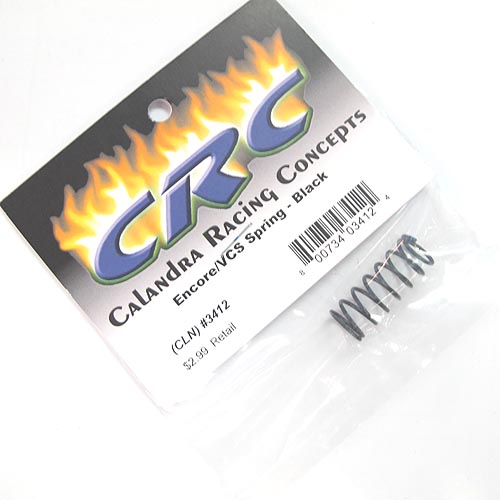 CRC
Calandra Racing Concepts
Encore/VCS Spring - Black
(CLN) #3412
$2.99 Retail
8 00734 03412 4